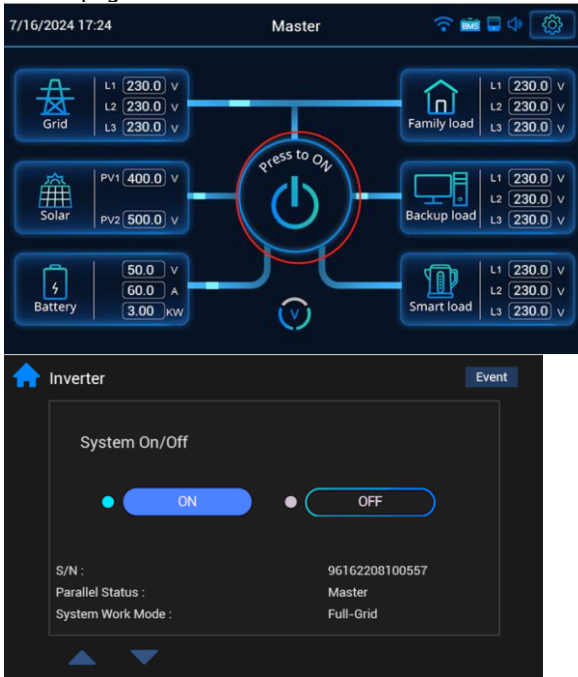 7/16/2024 17:24 Master BMS
Grid L1 230.0 V
L2 230.0 V
L3 230.0 V
Family load L1 230.0 V
L2 230.0 V
L3 230.0 V
Press to ON
Solar PV1 400.0 V
PV2 500.0 V
Backup load L1 230.0 V
L2 230.0 V
L3 230.0 V
Battery 50.0 V
60.0 A
3.00 KW
V
Smart load L1 230.0 V
L2 230.0 V
L3 230.0 V
Inverter Event
System On/Off
ON OFF
S/N : 96162208100557
Parallel Status : Master
System Work Mode : Full-Grid